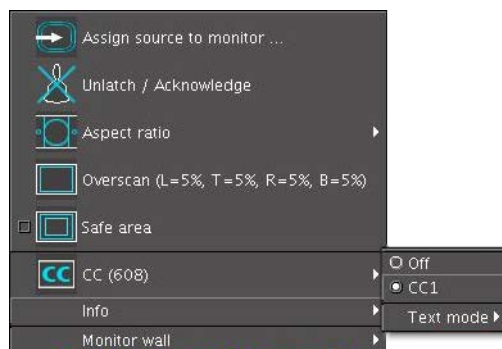 Assign source to monitor ...
Unlatch / Acknowledge
Aspect ratio
Overscan (L=5%, T=5%, R=5%, B=5%)
Safe area
CC CC (608)
Off
CC1
Info
Text mode
Monitor wall